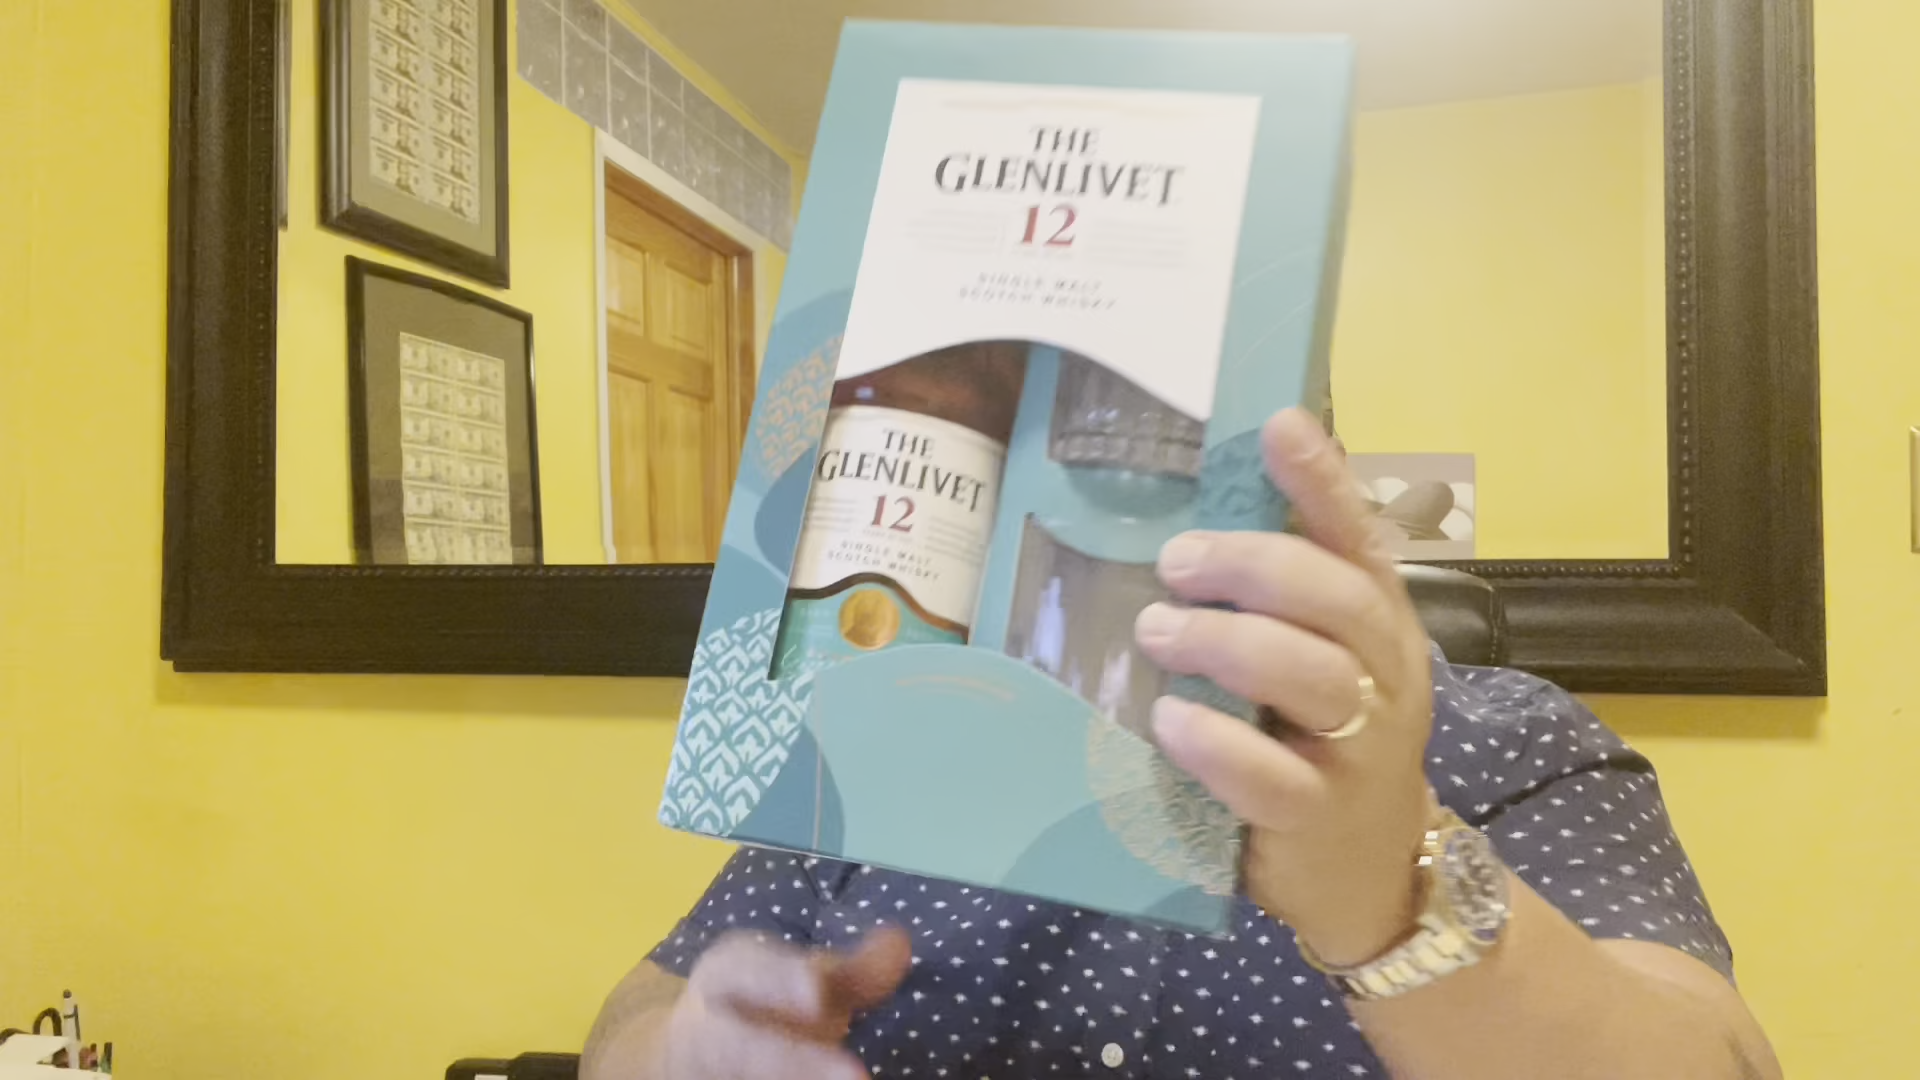 THE
GLENLIVET
12
SINGLE MALT
SCOTCH WHISKY
THE
GLENLIVET
12
SINGLE MALT
SCOTCH WHISKY